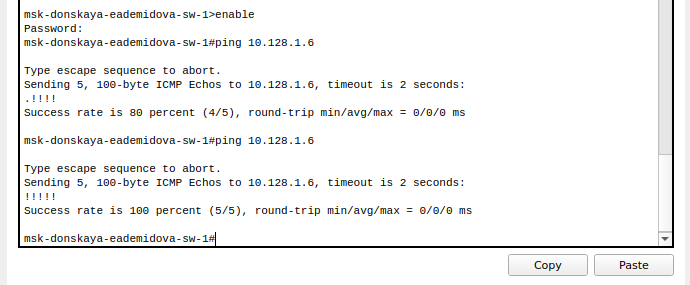 msk-donskaya-eademidova-sw-1>enable
Password:
msk-donskaya-eademidova-sw-1#ping 10.128.1.6
Type escape sequence to abort.
Sending 5, 100-byte ICMP Echos to 10.128.1.6, timeout is 2 seconds:
.!!!!
Success rate is 80 percent (4/5), round-trip min/avg/max = 0/0/0 ms
msk-donskaya-eademidova-sw-1#ping 10.128.1.6
Type escape sequence to abort.
Sending 5, 100-byte ICMP Echos to 10.128.1.6, timeout is 2 seconds:
!!!!!
Success rate is 100 percent (5/5), round-trip min/avg/max = 0/0/0 ms
msk-donskaya-eademidova-sw-1#
Copy Paste